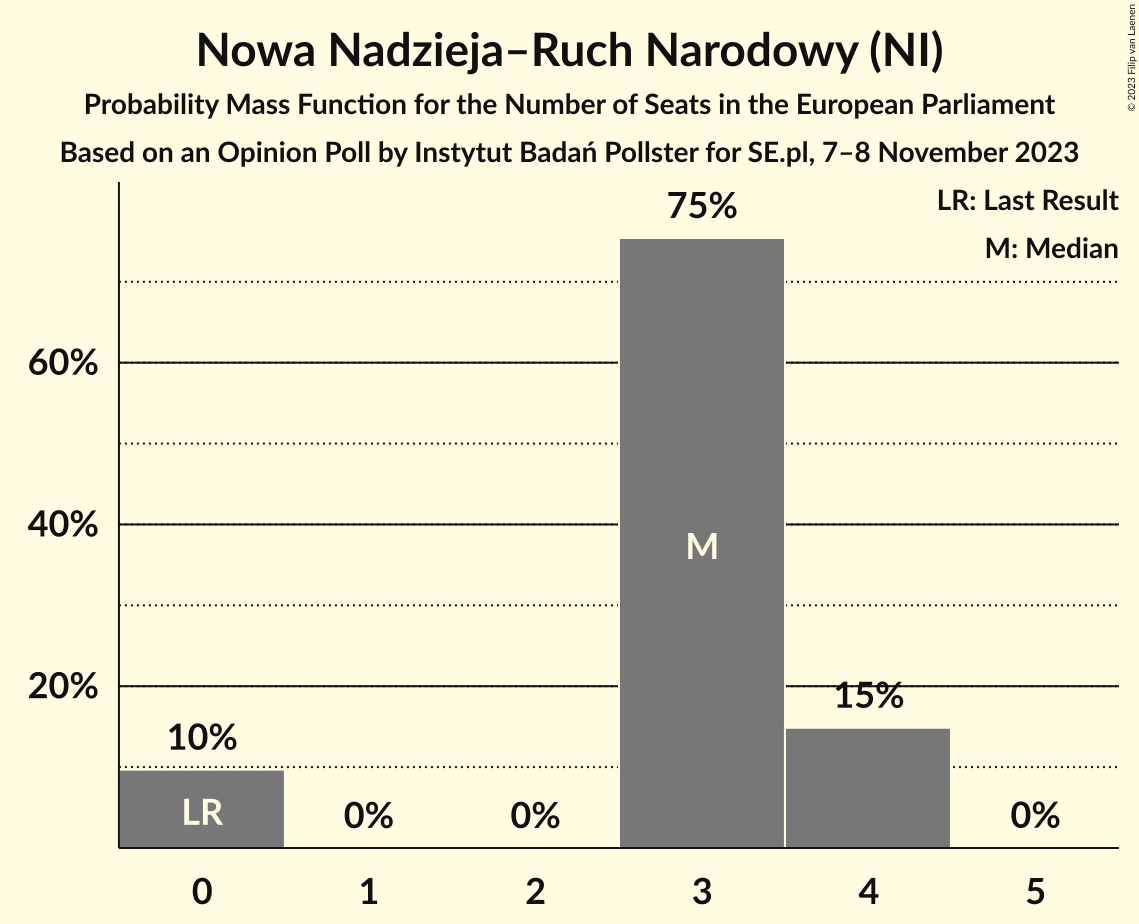 Nowa Nadzieja–Ruch Narodowy (NI)
Probability Mass Function for the Number of Seats in the European Parliament
Based on an Opinion Poll by Instytut Badań Pollster for SE.pl, 7–8 November 2023
© 2023 Filip van Laenen
LR: Last Result
M: Median
75%
60%
40%
M
20%
15%
10%
LR
0%
0%
0%
0 1 2 3 4 5